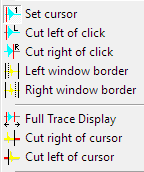 1 Set cursor
L Cut left of click
R Cut right of click
Left window border
Right window border
Full Trace Display
Cut right of cursor
Cut left of cursor